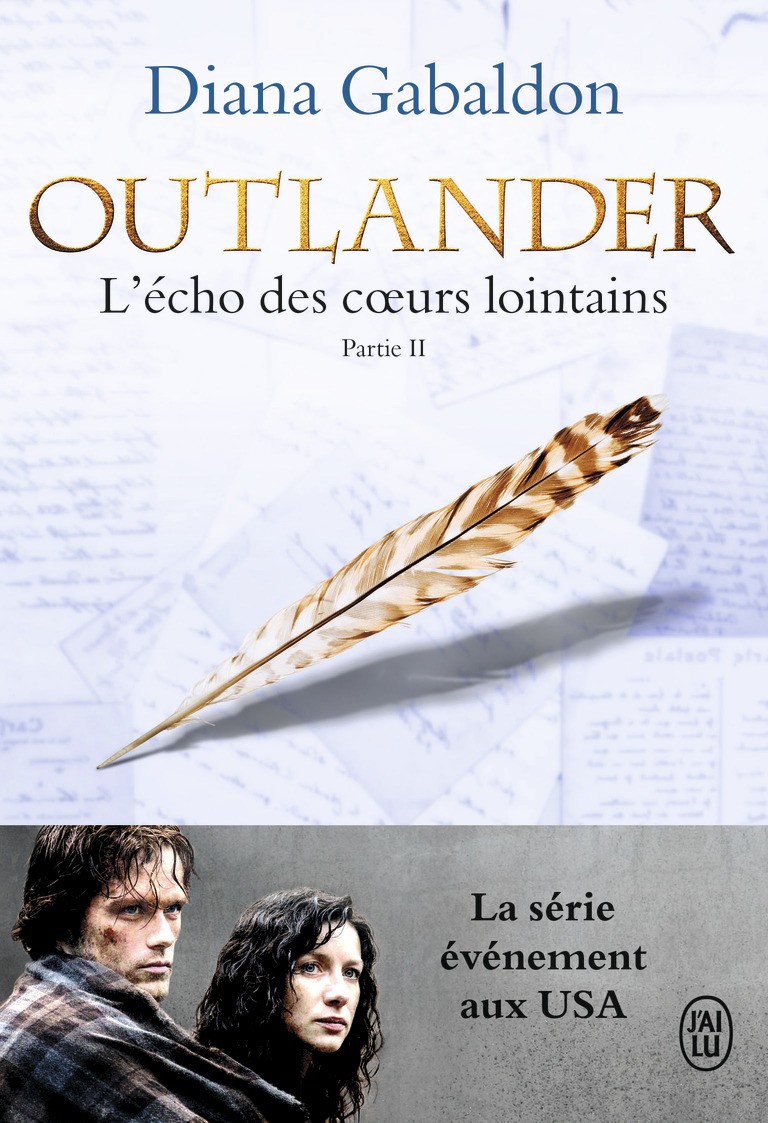 Diana Gabaldon
OUTLANDER
L'écho des cœurs lointains
Partie II
La série
événement
aux USA
J'AI
LU